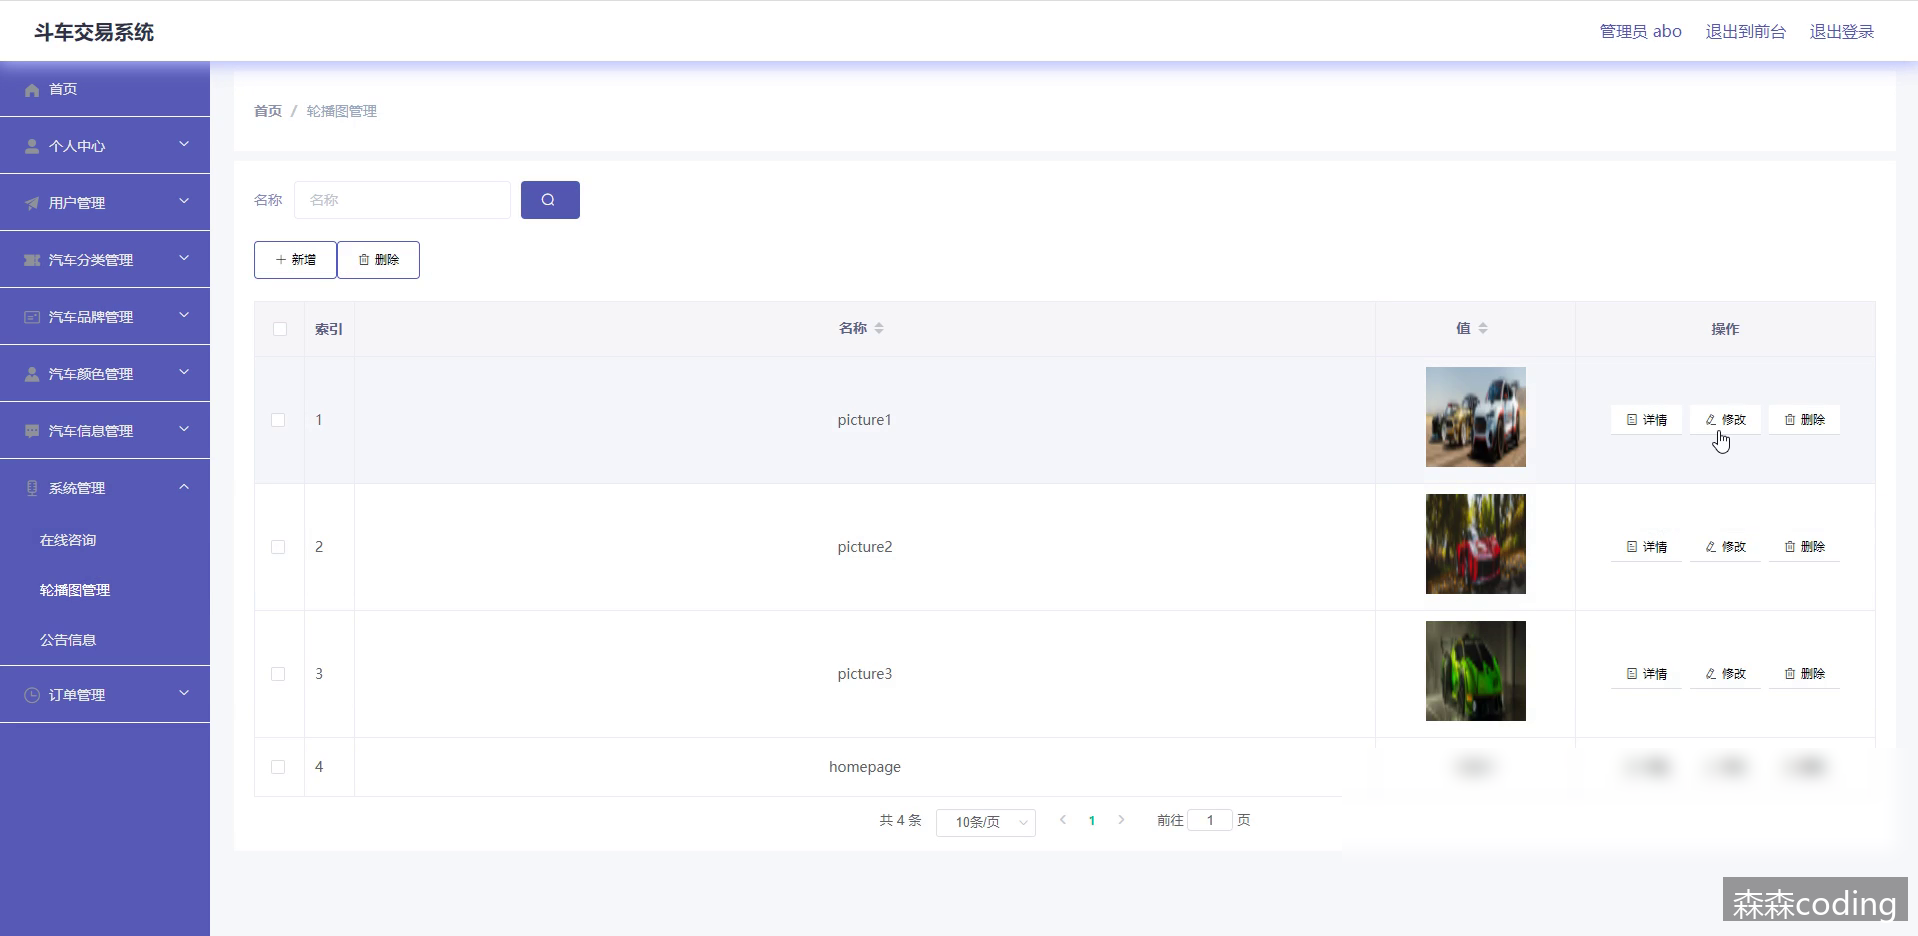 斗车交易系统
管理员 abo 退出到前台 退出登录
首页
个人中心
用户管理
汽车分类管理
汽车品牌管理
汽车颜色管理
汽车信息管理
系统管理
在线咨询
轮播图管理
公告信息
订单管理
首页 / 轮播图管理
名称 名称
新增 删除
索引 名称 值 操作
1 picture1 详情 修改 删除
2 picture2 详情 修改 删除
3 picture3 详情 修改 删除
4 homepage
共 4 条 10条/页 1 前往 1 页
森森coding